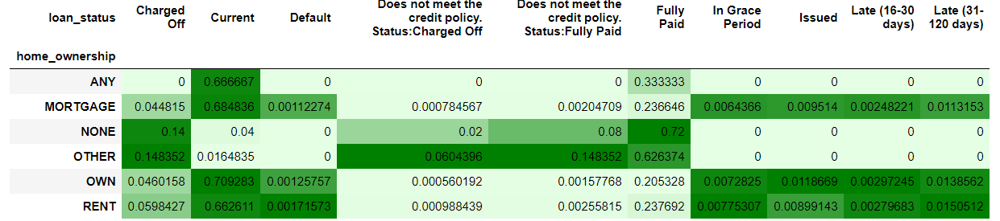 loan_status Charged Off Current Default Does not meet the credit policy. Status:Charged Off Does not meet the credit policy. Status:Fully Paid Fully Paid In Grace Period Issued Late (16-30 days) Late (31-120 days)
home_ownership
ANY 0 0.666667 0 0 0 0.333333 0 0 0 0
MORTGAGE 0.044815 0.684836 0.00112274 0.000784567 0.00204709 0.236646 0.0064366 0.009514 0.00248221 0.0113153
NONE 0.14 0.04 0 0.02 0.08 0.72 0 0 0 0
OTHER 0.148352 0.0164835 0 0.0604396 0.148352 0.626374 0 0 0 0
OWN 0.0460158 0.709283 0.00125757 0.000560192 0.00157768 0.205328 0.0072825 0.0118669 0.00297245 0.0138562
RENT 0.0598427 0.662611 0.00171573 0.000988439 0.00255815 0.237692 0.00775307 0.00899143 0.00279683 0.0150512